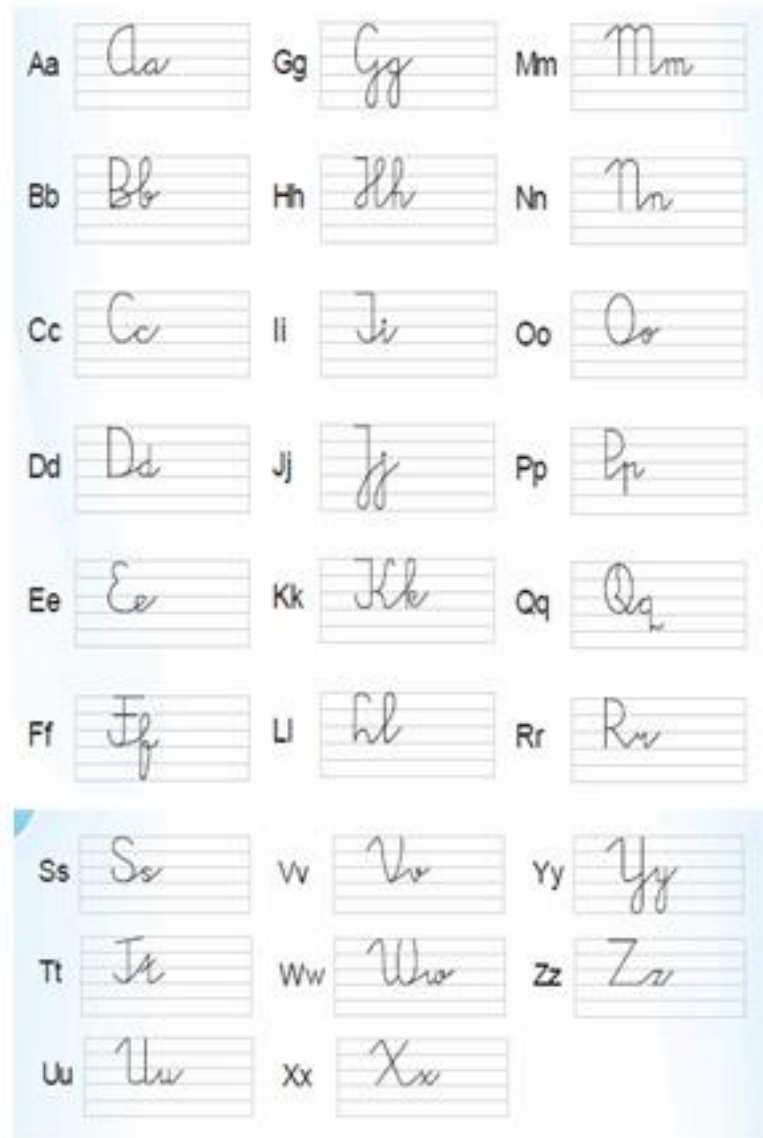 Aa Aa Gg Gg Mm Mm
Bb Bb Hh Hh Nn Nn
Cc Cc Ii Ii Oo Oo
Dd Dd Jj Jj Pp Pp
Ee Ee Kk Kk Qq Qq
Ff Ff Ll Ll Rr Rr
Ss Ss Vv Vv Yy Yy
Tt Tt Ww Ww Zz Zz
Uu Uu Xx Xx